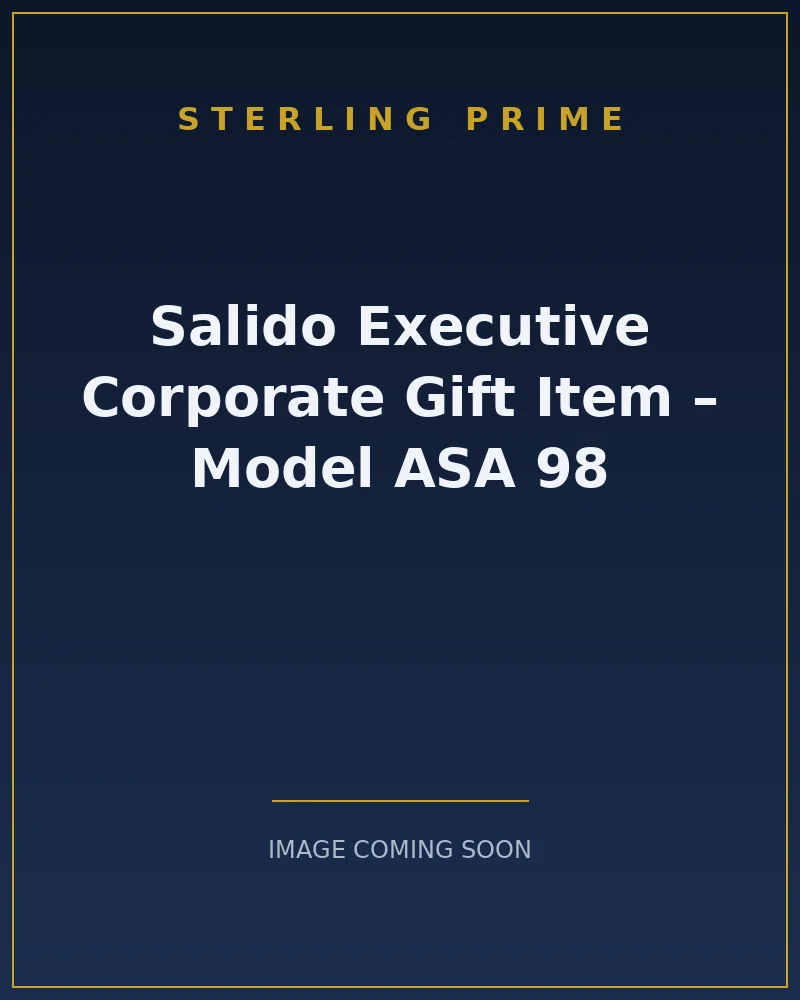 STERLING PRIME
Salido Executive
Corporate Gift Item –
Model ASA 98
IMAGE COMING SOON